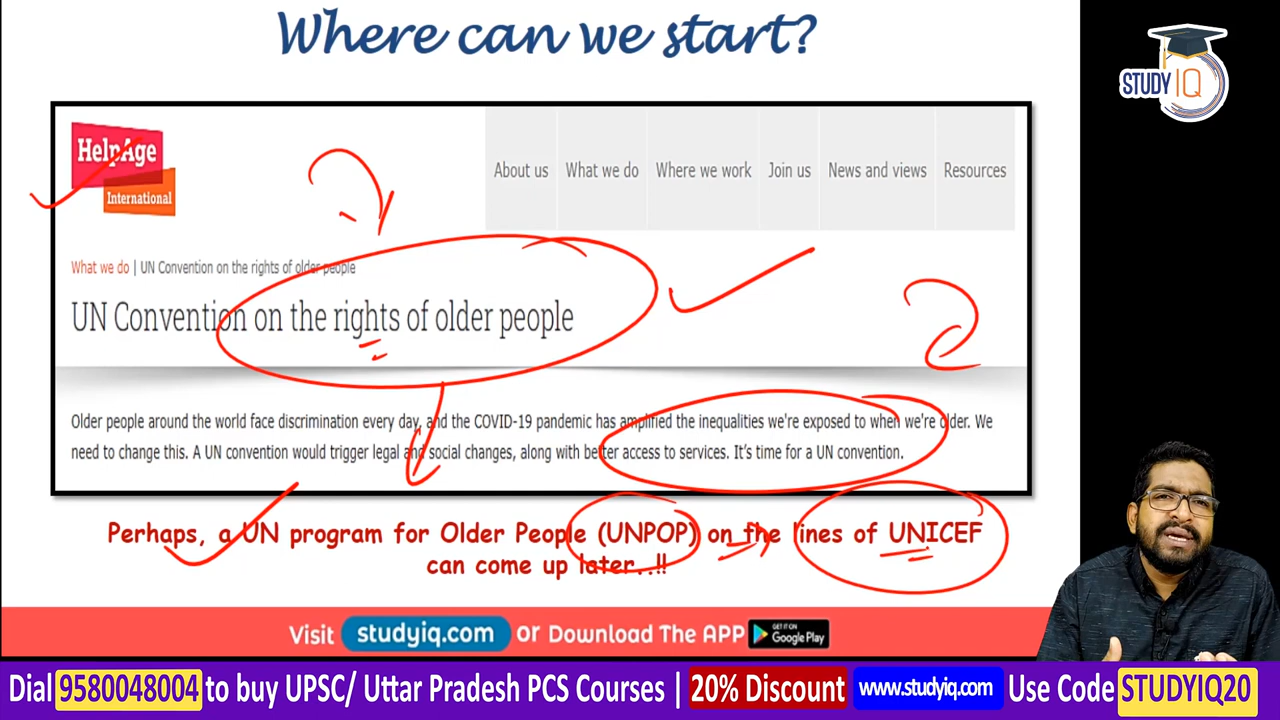 Where can we start?
STUDY IQ
HelpAge
International
About us What we do Where we work Join us News and views Resources
What we do | UN Convention on the rights of older people
UN Convention on the rights of older people
Older people around the world face discrimination every day, and the COVID-19 pandemic has amplified the inequalities we're exposed to when we're older. We
need to change this. A UN convention would trigger legal and social changes, along with better access to services. It's time for a UN convention.
Perhaps, a UN program for Older People (UNPOP) on the lines of UNICEF
can come up later..!!
Visit studyiq.com or Download The APP GET IT ON Google Play
Dial 9580048004 to buy UPSC/ Uttar Pradesh PCS Courses | 20% Discount www.studyiq.com Use Code STUDYIQ20